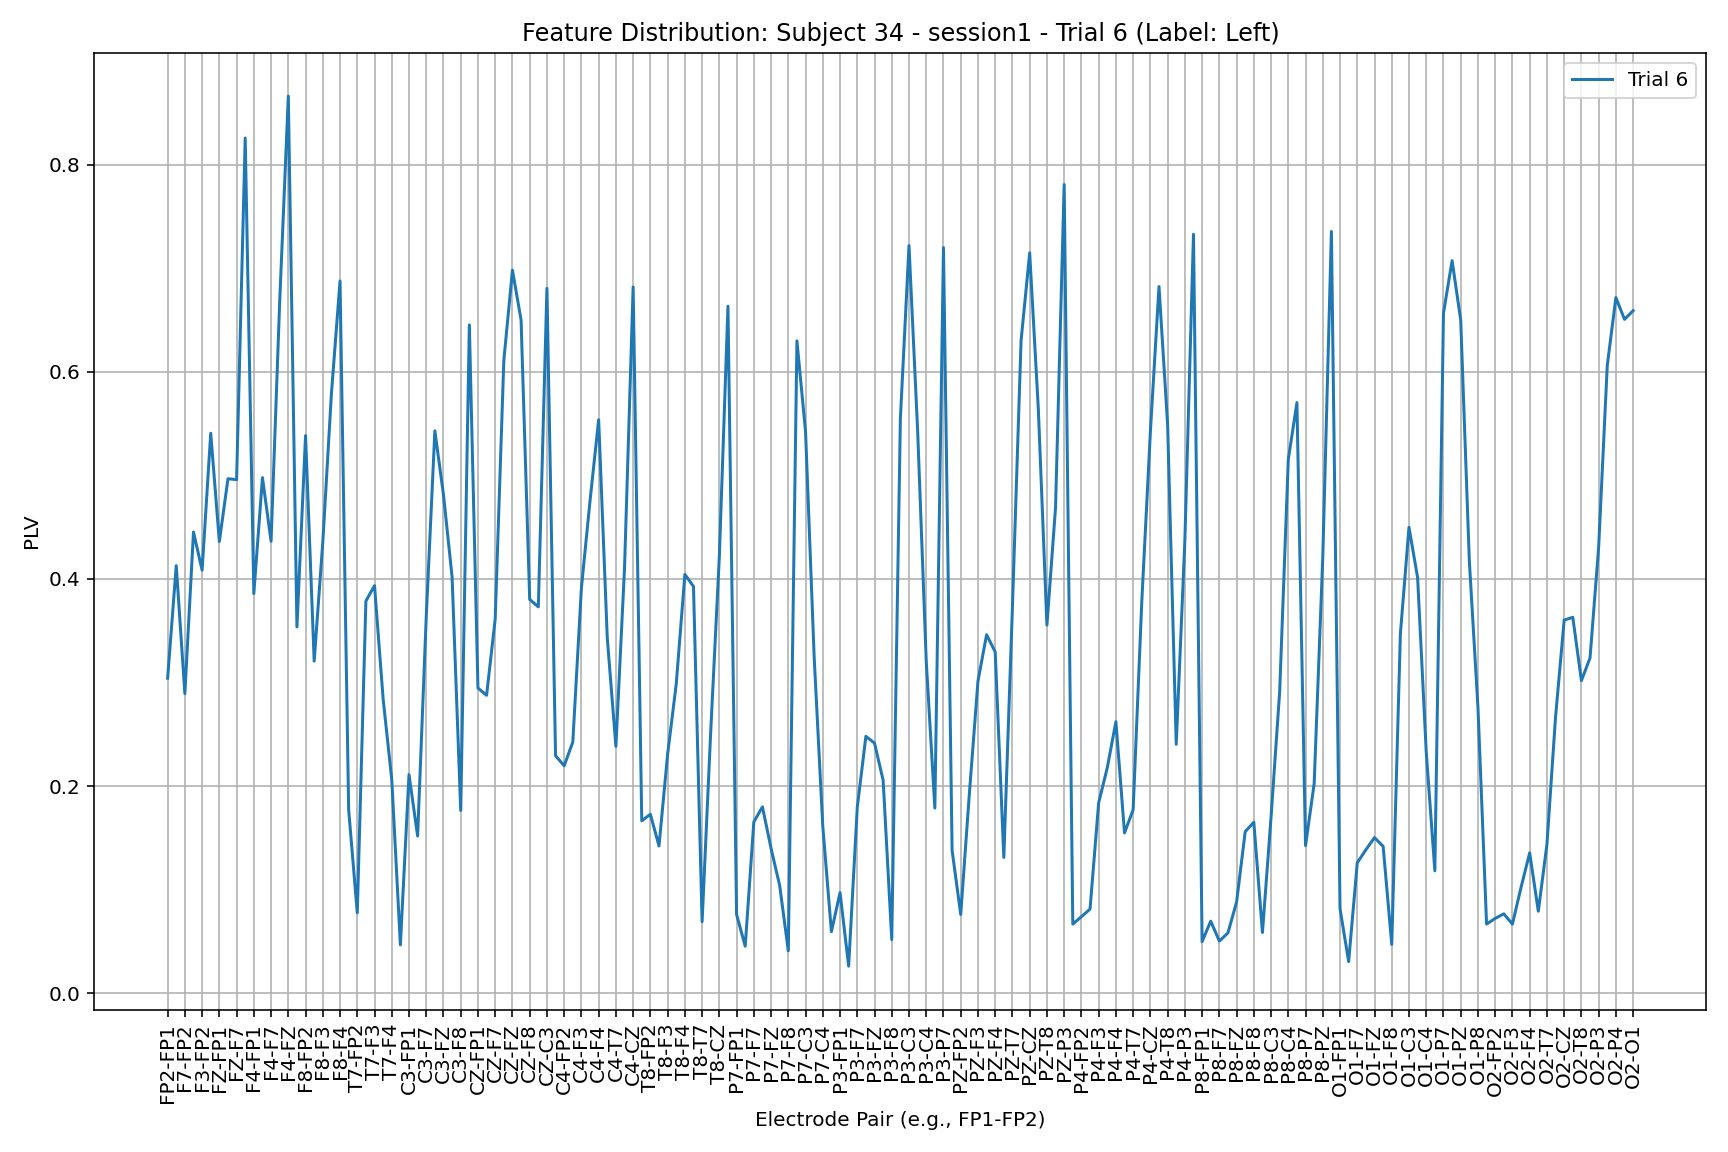 Feature Distribution: Subject 34 - session1 - Trial 6 (Label: Left)
Trial 6
PLV
0.8
0.6
0.4
0.2
0.0
FP2-FP1
F7-FP2
F3-FP2
FZ-FP1
FZ-F7
F4-FP1
F4-F7
F4-FZ
F8-FP2
F8-F3
F8-F4
T7-FP2
T7-F3
T7-F4
C3-FP1
C3-F7
C3-FZ
C3-F8
CZ-FP1
CZ-F7
CZ-FZ
CZ-F8
CZ-C3
C4-FP2
C4-F3
C4-F4
C4-T7
C4-CZ
T8-FP2
T8-F3
T8-F4
T8-T7
T8-CZ
P7-FP1
P7-F7
P7-FZ
P7-F8
P7-C3
P7-C4
P3-FP1
P3-F7
P3-FZ
P3-F8
P3-C3
P3-C4
P3-P7
PZ-FP2
PZ-F3
PZ-F4
PZ-T7
PZ-CZ
PZ-T8
PZ-P3
P4-FP2
P4-F3
P4-F4
P4-T7
P4-CZ
P4-T8
P4-P3
P8-FP1
P8-F7
P8-FZ
P8-F8
P8-C3
P8-C4
P8-P7
P8-PZ
O1-FP1
O1-F7
O1-FZ
O1-F8
O1-C3
O1-C4
O1-P7
O1-PZ
O1-P8
O2-FP2
O2-F3
O2-F4
O2-T7
O2-CZ
O2-T8
O2-P3
O2-P4
O2-O1
Electrode Pair (e.g., FP1-FP2)